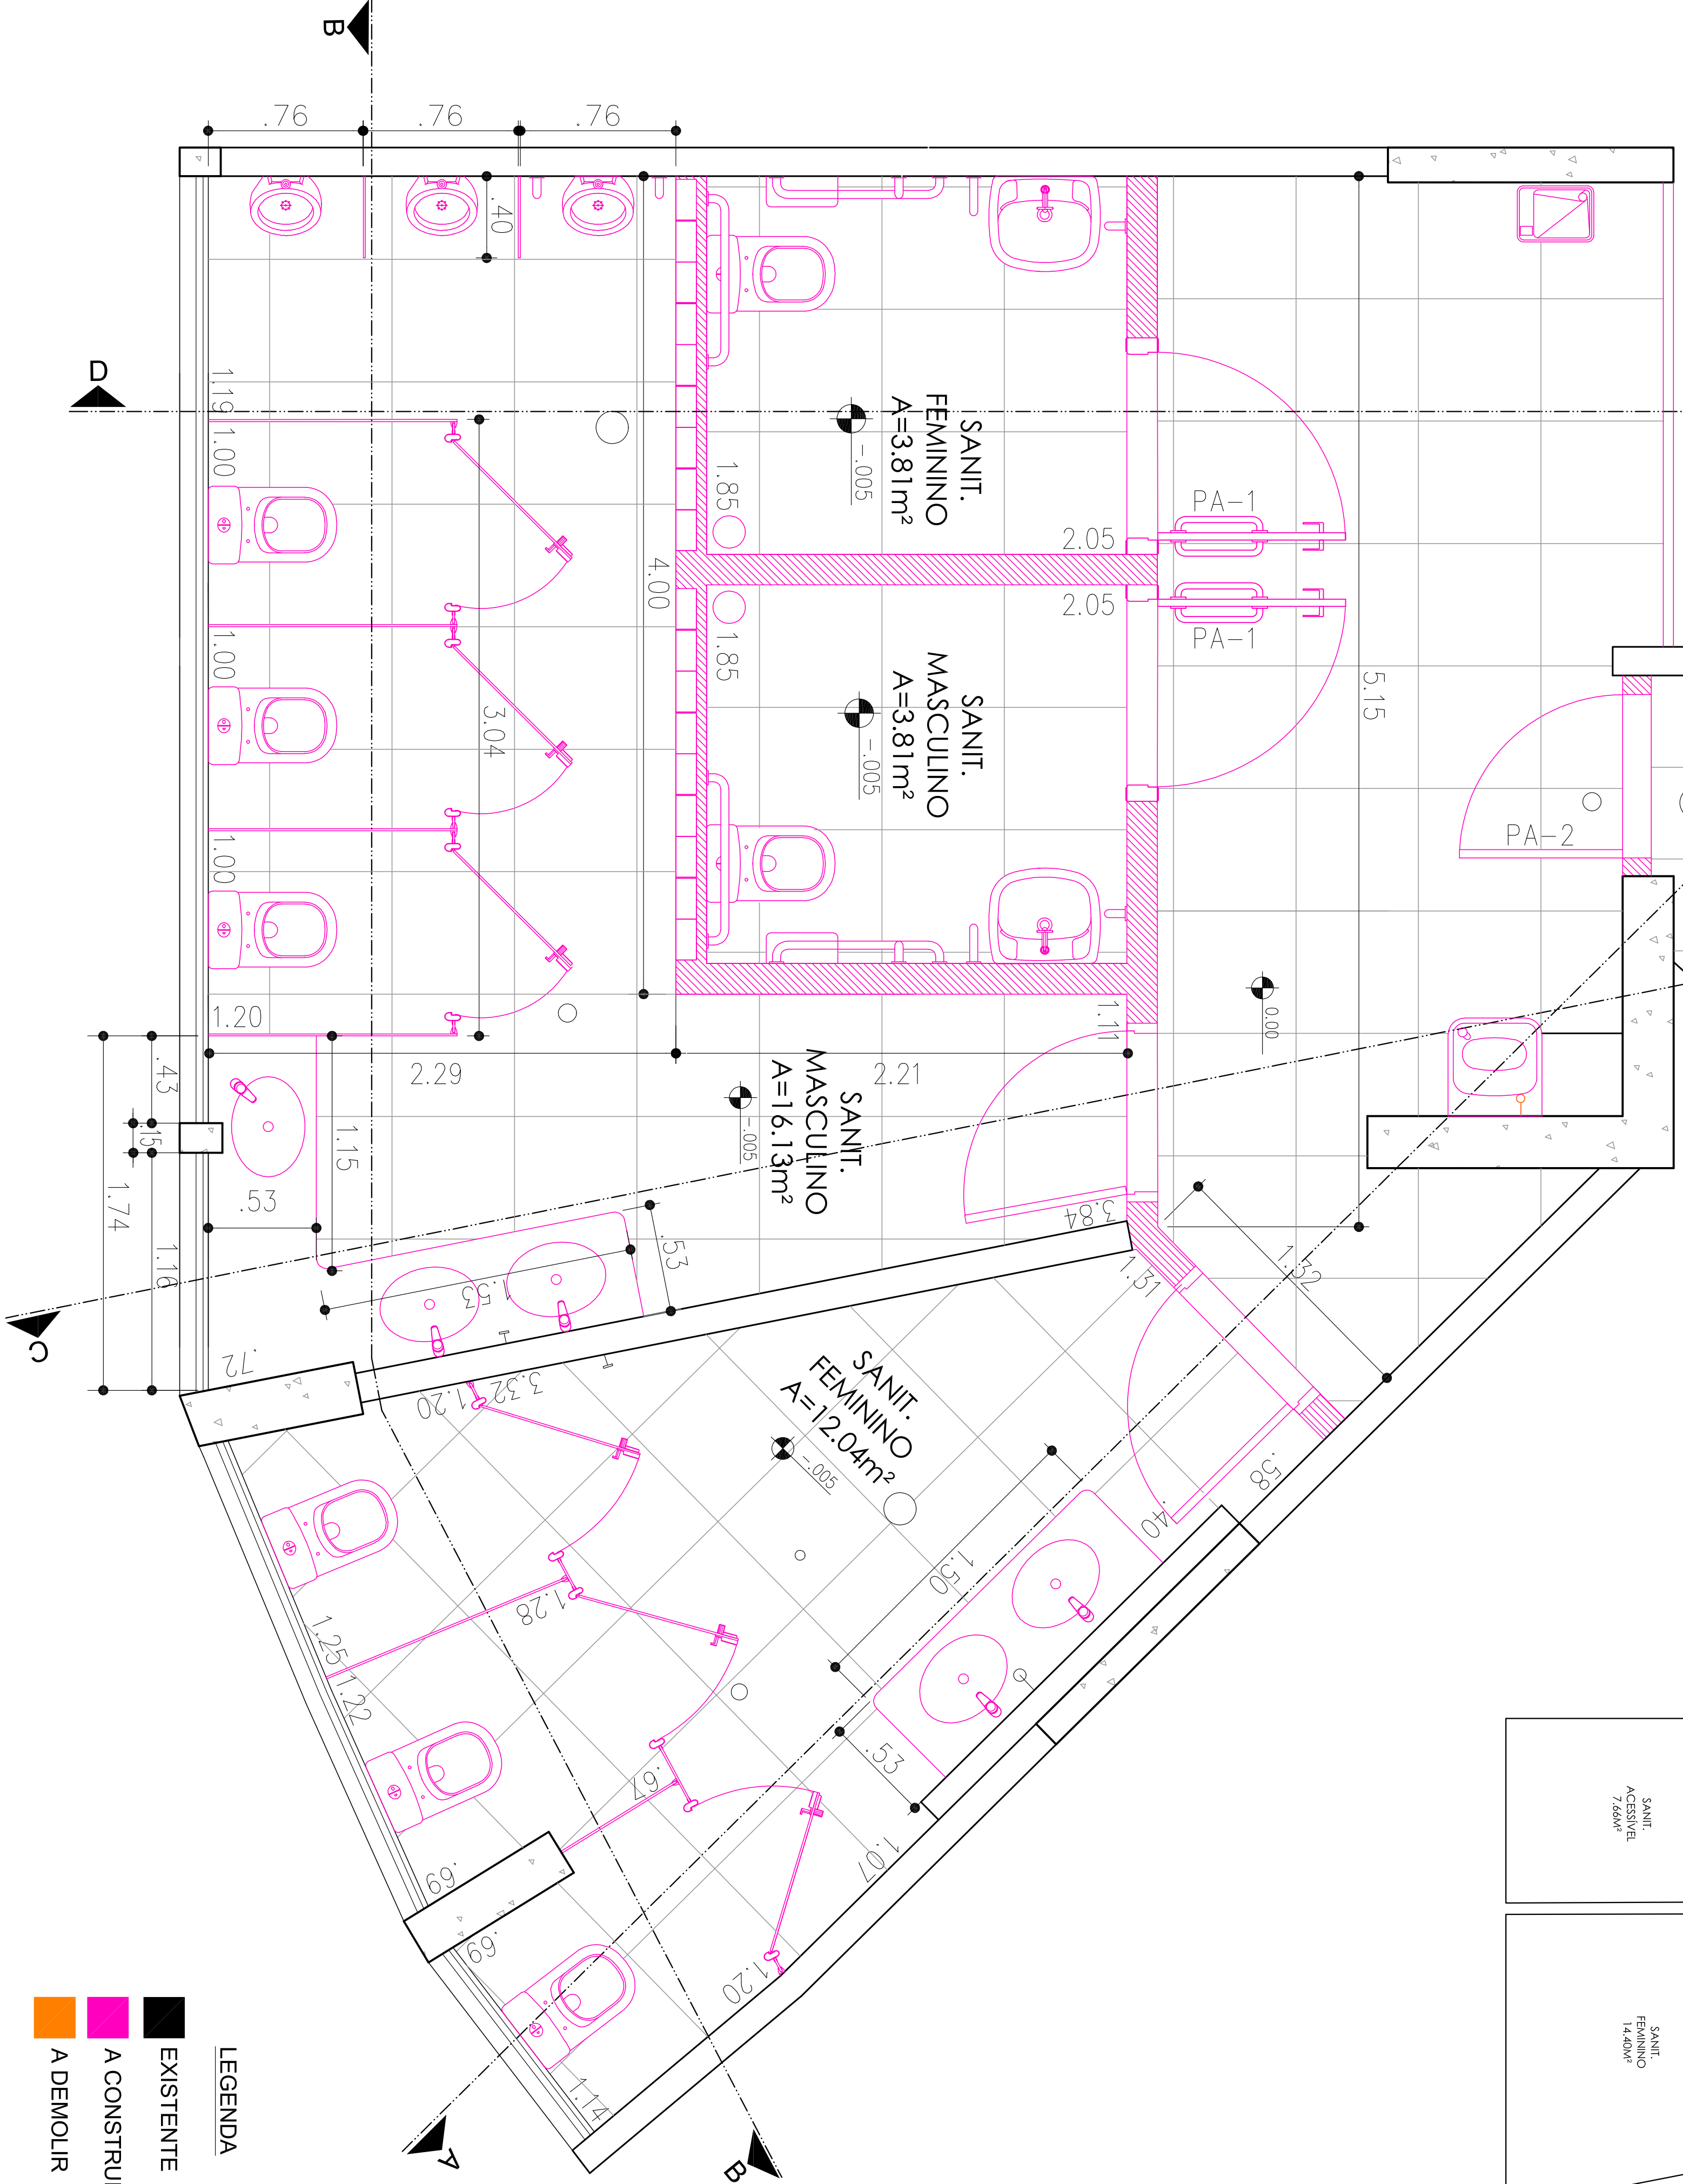 B
.76
.76
.76
.40
D
1.19
1.00
1.00
1.00
1.20
3.04
4.00
SANIT.
FEMININO
A=3.81m²
-.005
1.85
2.05
PA-1
SANIT.
MASCULINO
A=3.81m²
-.005
1.85
2.05
PA-1
5.15
PA-2
0.00
1.11
2.29
2.21
.43
.15
1.16
1.74
1.15
.53
SANIT.
MASCULINO
A=16.13m²
-.005
3.84
1.31
1.32
.53
1.53
C
.72
3.32
1.20
SANIT.
FEMININO
A=12.04m²
-.005
.58
.40
1.50
.53
1.28
1.25
1.22
.67
1.07
.69
.69
1.20
1.14
A
B
SANIT.
ACESSÍVEL
7.66M²
SANIT.
FEMININO
14.40M²
LEGENDA
EXISTENTE
A DEMOLIR